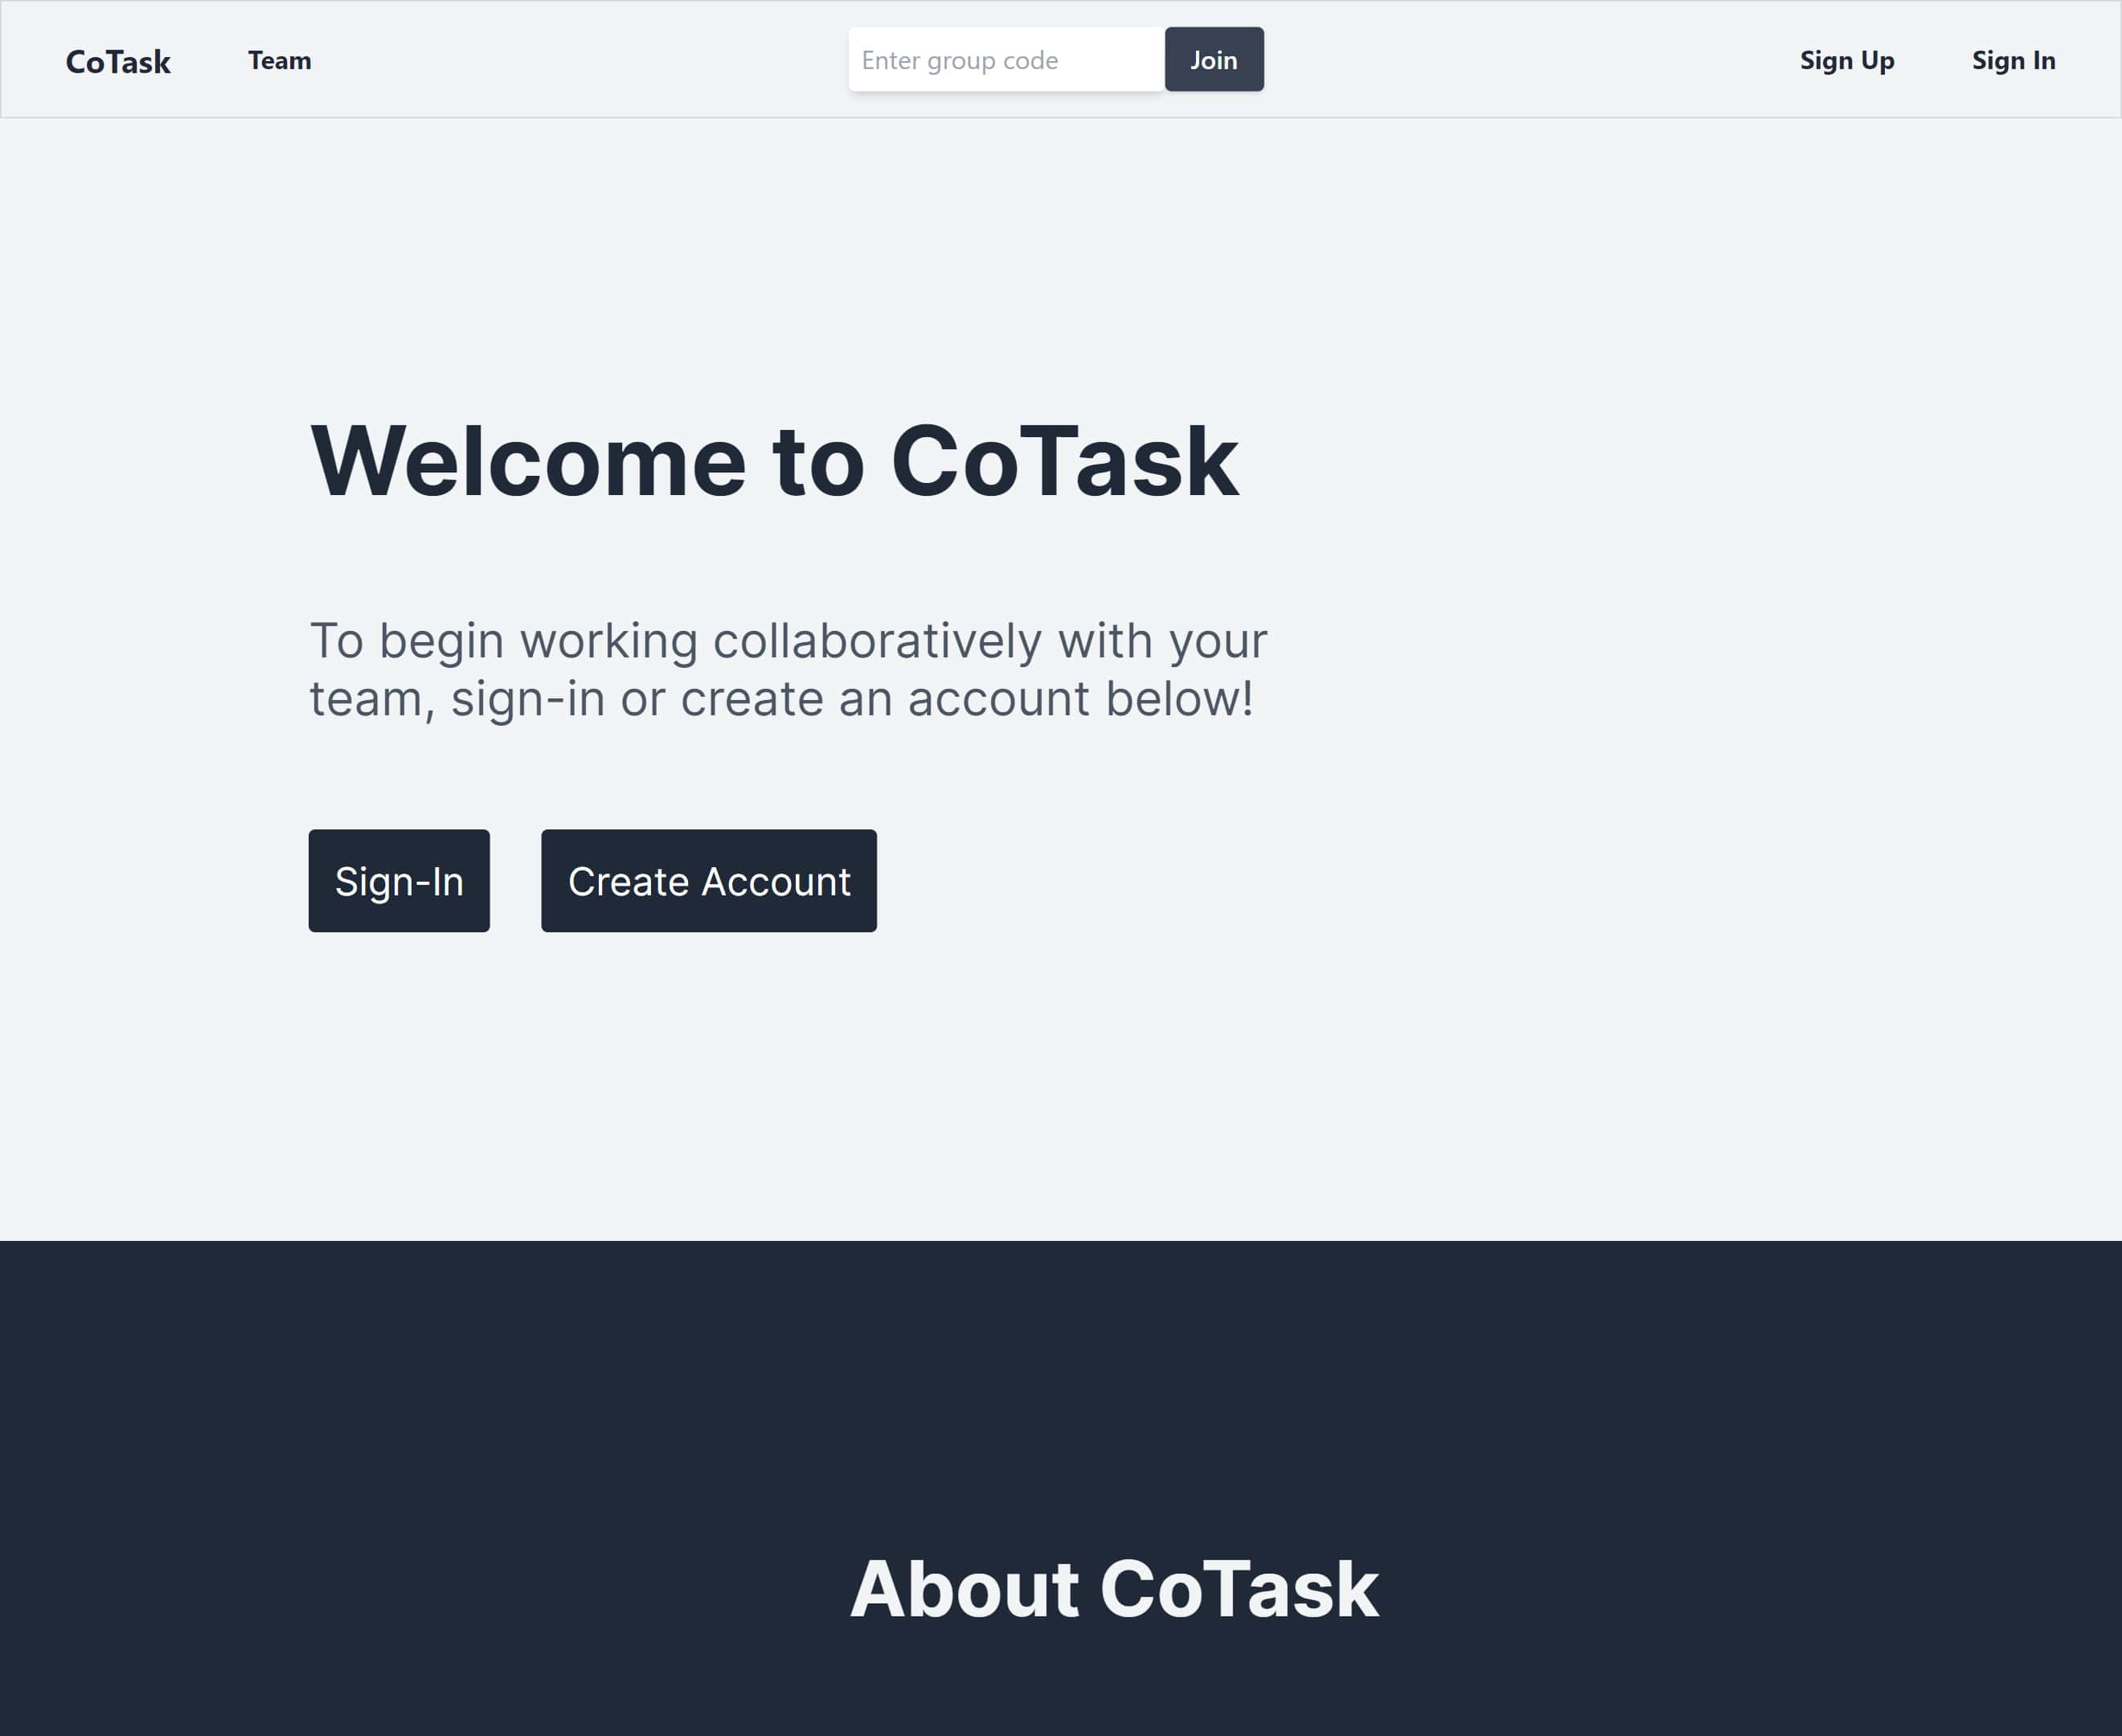 CoTask
Team
Enter group code
Join
Sign Up
Sign In
Welcome to CoTask
To begin working collaboratively with your
team, sign-in or create an account below!
Sign-In
Create Account
About CoTask